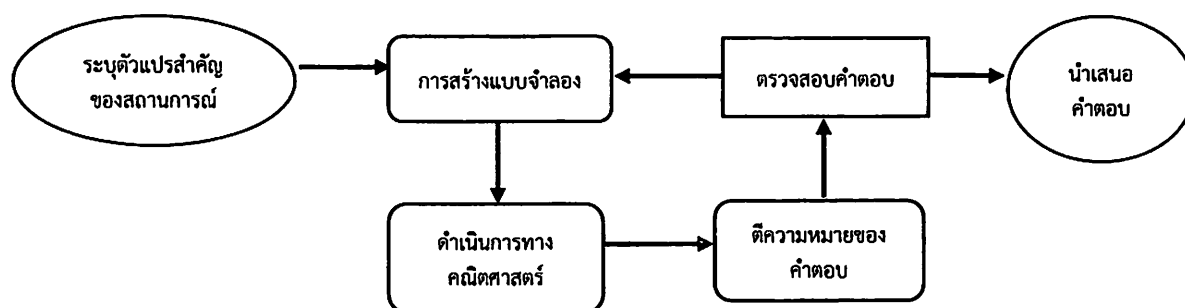 ระบุตัวแปรสำคัญ
ของสถานการณ์
การสร้างแบบจำลอง
ตรวจสอบคำตอบ
นำเสนอ
คำตอบ
ดำเนินการทาง
คณิตศาสตร์
ตีความหมายของ
คำตอบ